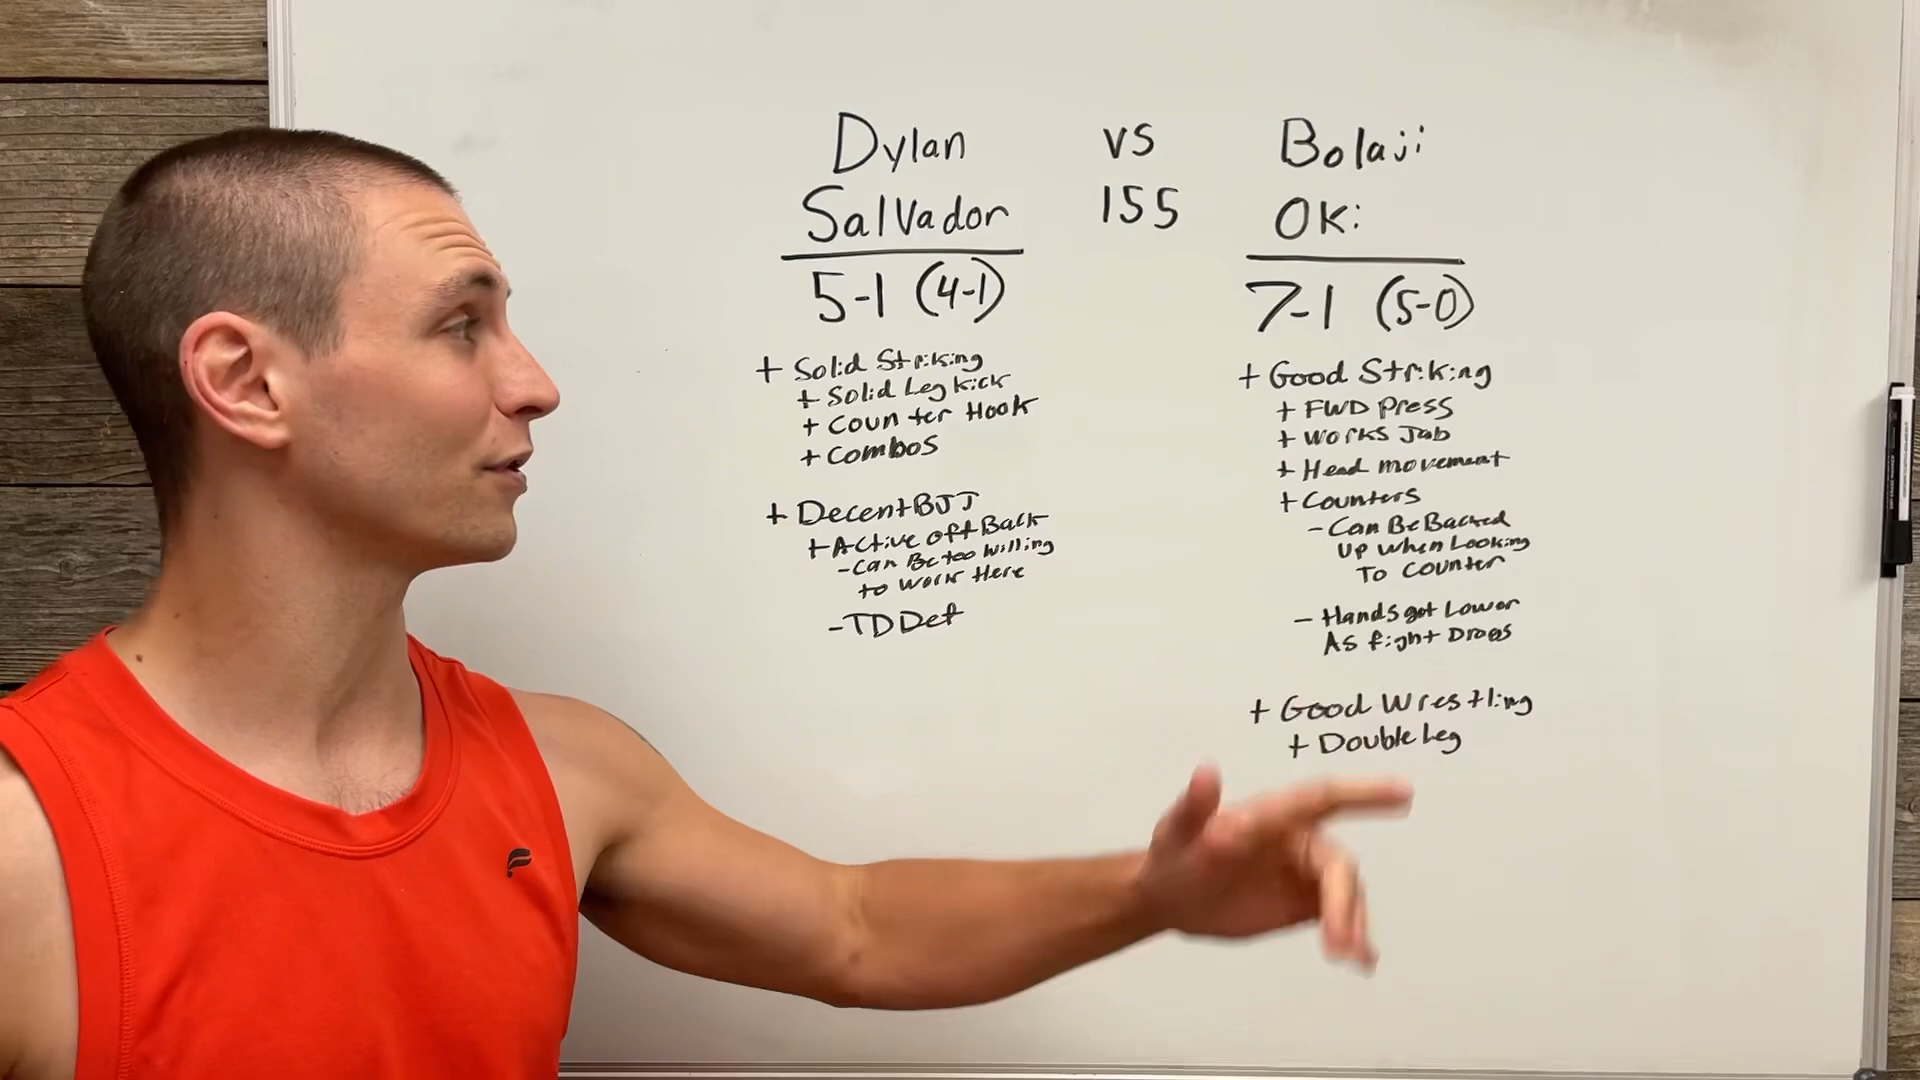 Dylan
Salvador
5-1 (4-1)
+ Solid Striking
+ Solid Leg Kick
+ Counter Hook
+ Combos
+ Decent BJJ
+ Active off Back
- Can Be too willing
to work Here
- TD Def
vs
155
Bolaji
Oki
7-1 (5-0)
+ Good Striking
+ FWD Press
+ Works Jab
+ Head movement
+ Counters
- Can Be Backed
Up when Looking
To Counter
- Hands get Lower
As fight
+ Good Wrestling
+ Double Leg